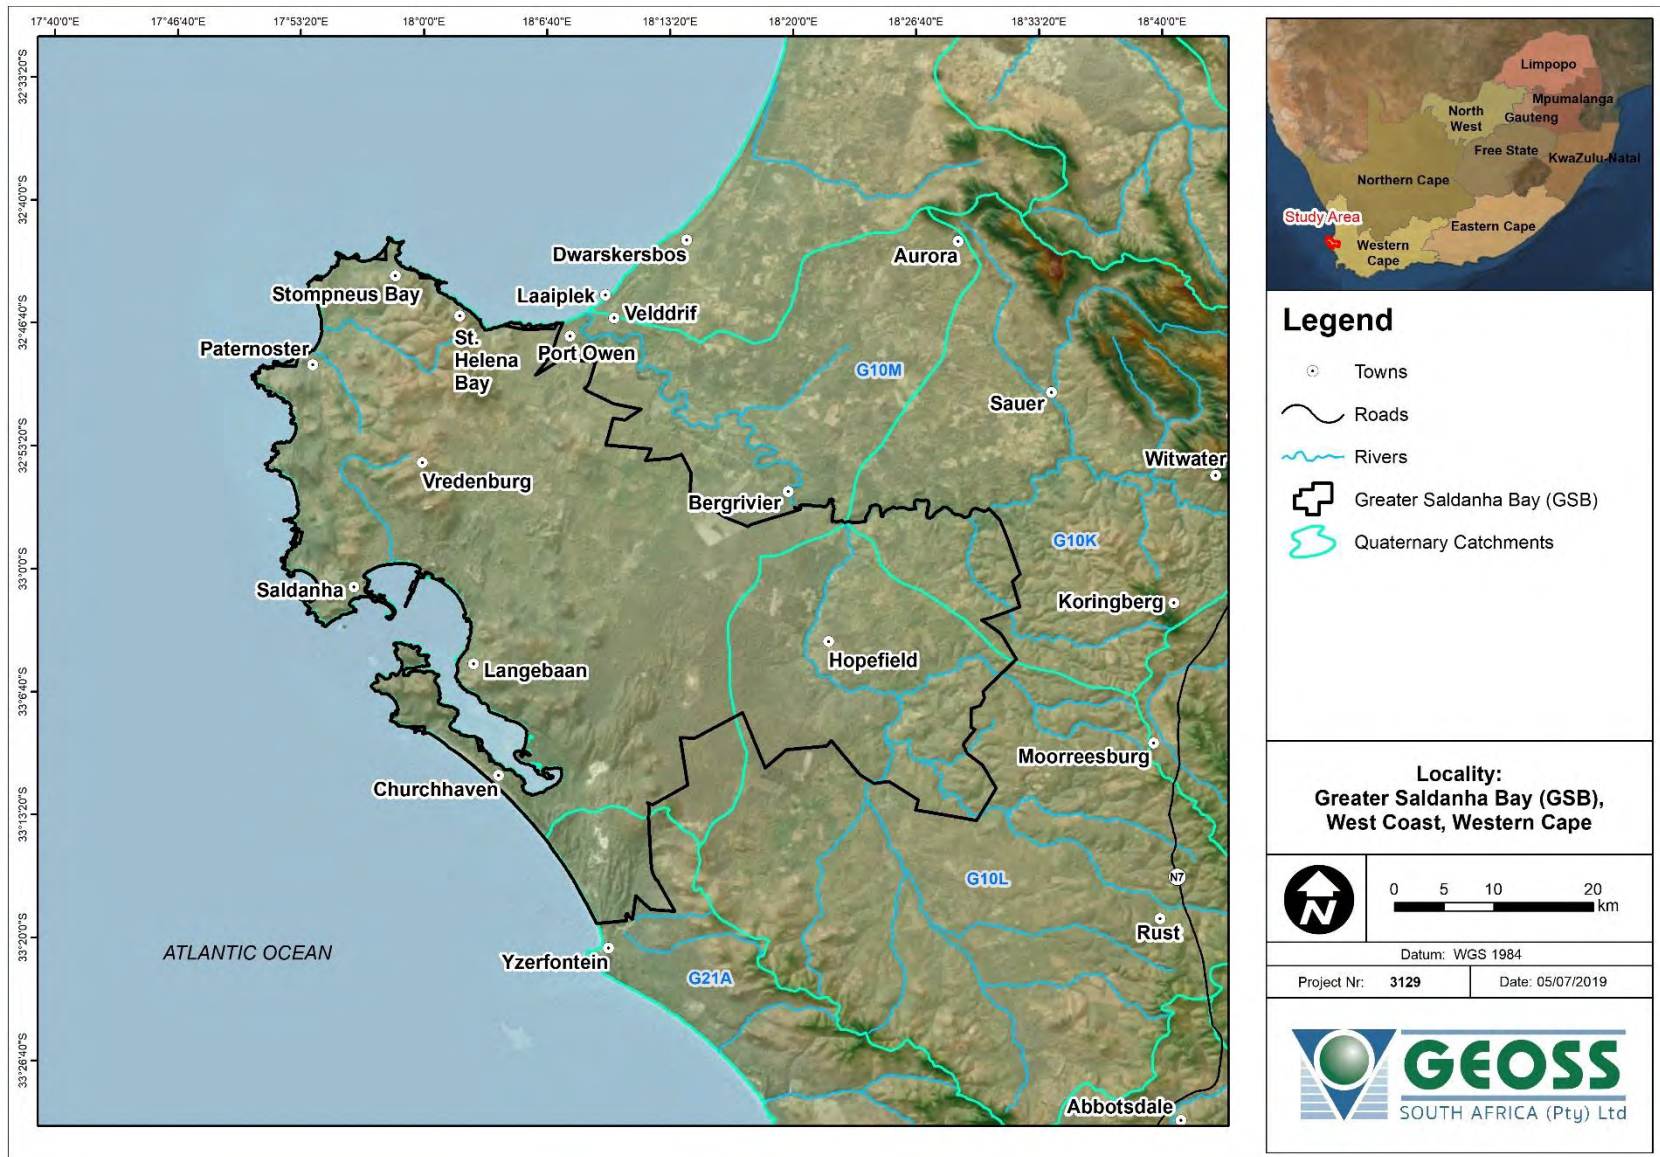 17°40'0"E
17°46'40"E
17°53'20"E
18°0'0"E
18°6'40"E
18°13'20"E
18°20'0"E
18°26'40"E
18°33'20"E
18°40'0"E
32°33'20"S
32°40'0"S
32°46'40"S
32°53'20"S
33°0'0"S
33°6'40"S
33°13'20"S
33°20'0"S
33°26'40"S
Dwarskersbos
Aurora
Stompneus Bay
Laaiplek
Velddrif
St.
Helena
Bay
Port Owen
Paternoster
G10M
Sauer
Witwater
Vredenburg
Bergrivier
G10K
Saldanha
Koringberg
Hopefield
Langebaan
Moorreesburg
Churchhaven
G10L
N7
Rust
ATLANTIC OCEAN
Yzerfontein
G21A
Abbotsdale
Limpopo
Mpumalanga
North
West
Gauteng
Free State
KwaZulu-Natal
Northern Cape
Study Area
Eastern Cape
Western
Cape
Legend
Towns
Roads
Rivers
Greater Saldanha Bay (GSB)
Quaternary Catchments
Locality:
Greater Saldanha Bay (GSB),
West Coast, Western Cape
N
0 5 10 20
km
Datum: WGS 1984
Project Nr: 3129
Date: 05/07/2019
GEOSS
SOUTH AFRICA (Pty) Ltd